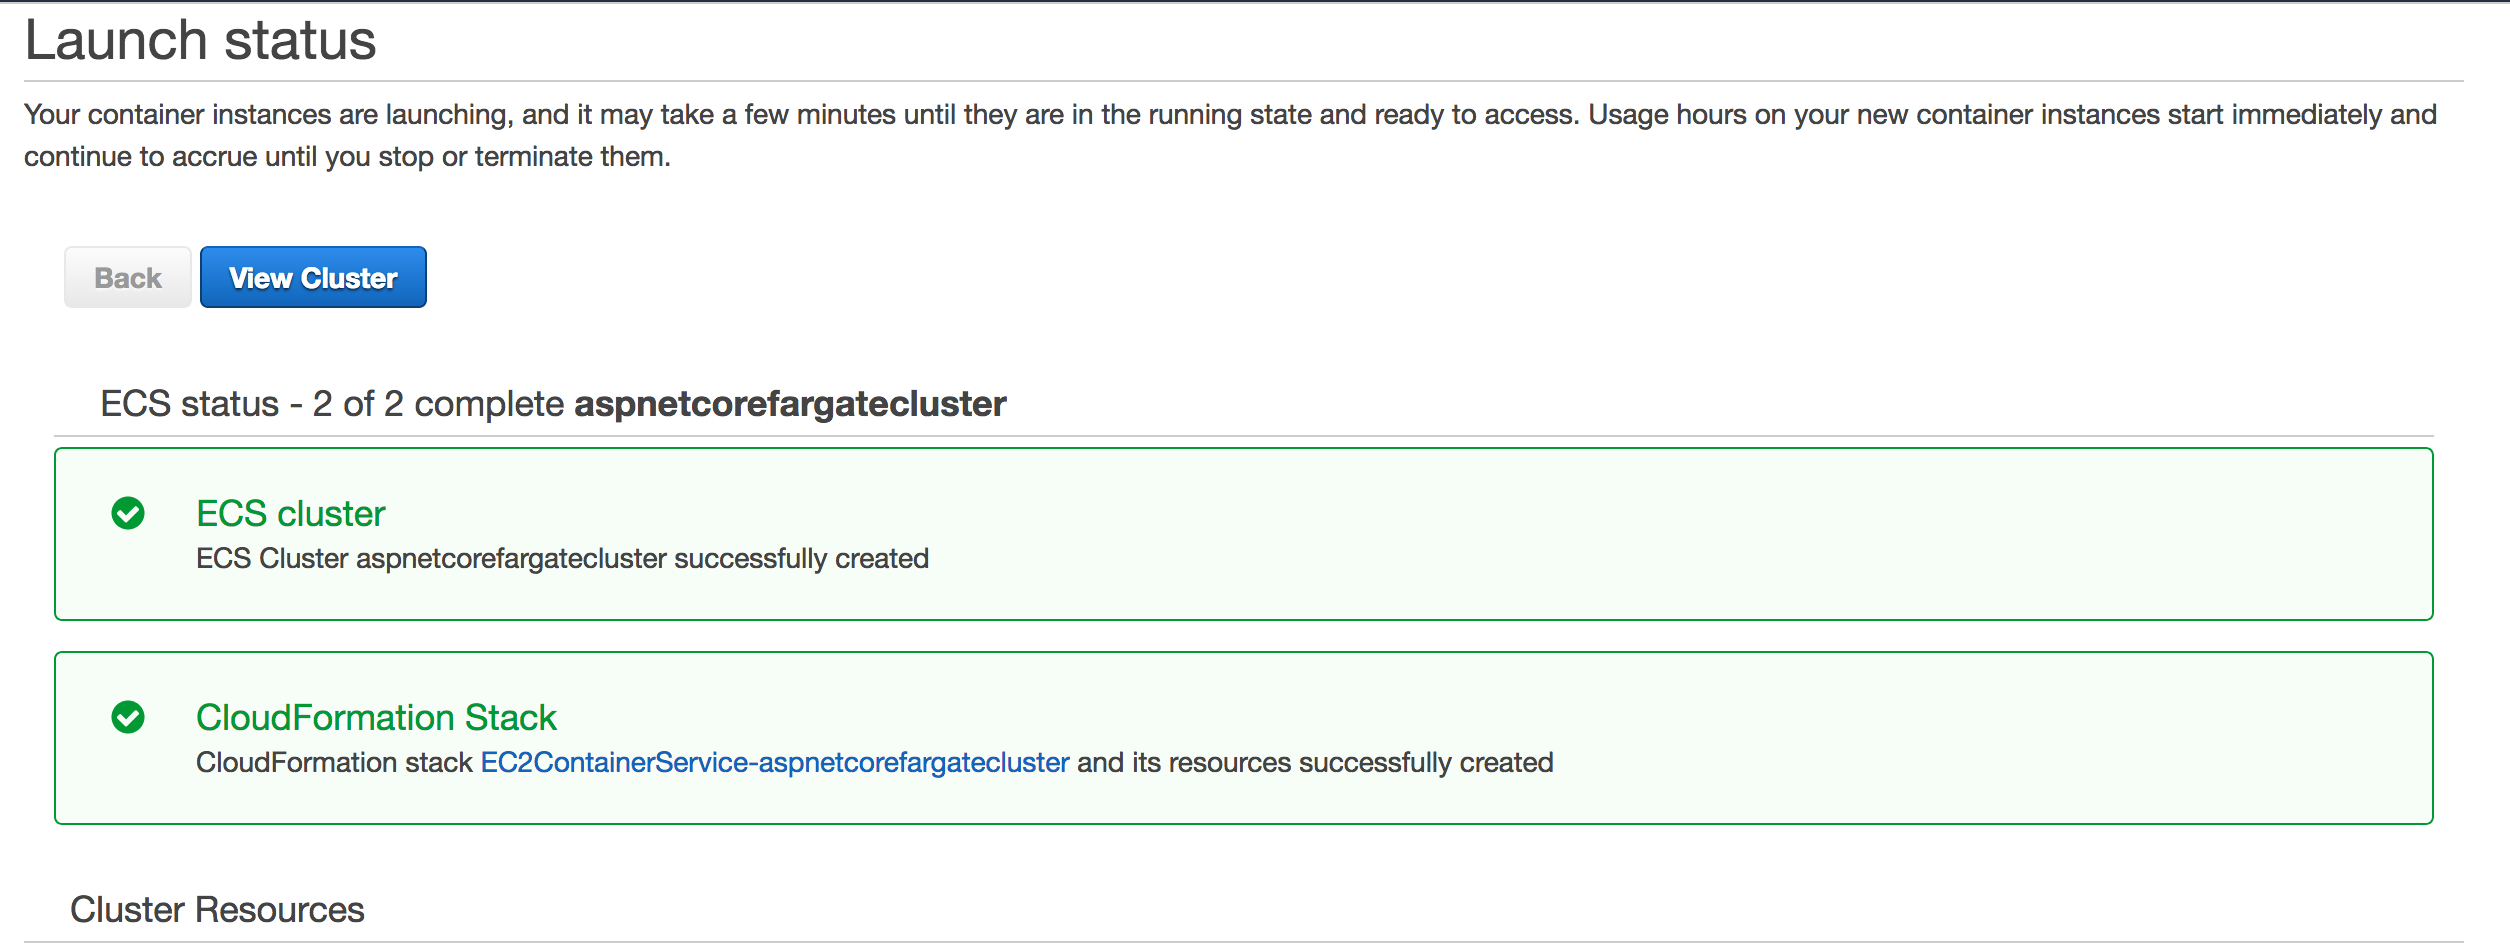 Launch status
Your container instances are launching, and it may take a few minutes until they are in the running state and ready to access. Usage hours on your new container instances start immediately and
continue to accrue until you stop or terminate them.
Back
View Cluster
ECS status - 2 of 2 complete aspnetcorefargatecluster
ECS cluster
ECS Cluster aspnetcorefargatecluster successfully created
CloudFormation Stack
CloudFormation stack EC2ContainerService-aspnetcorefargatecluster and its resources successfully created
Cluster Resources